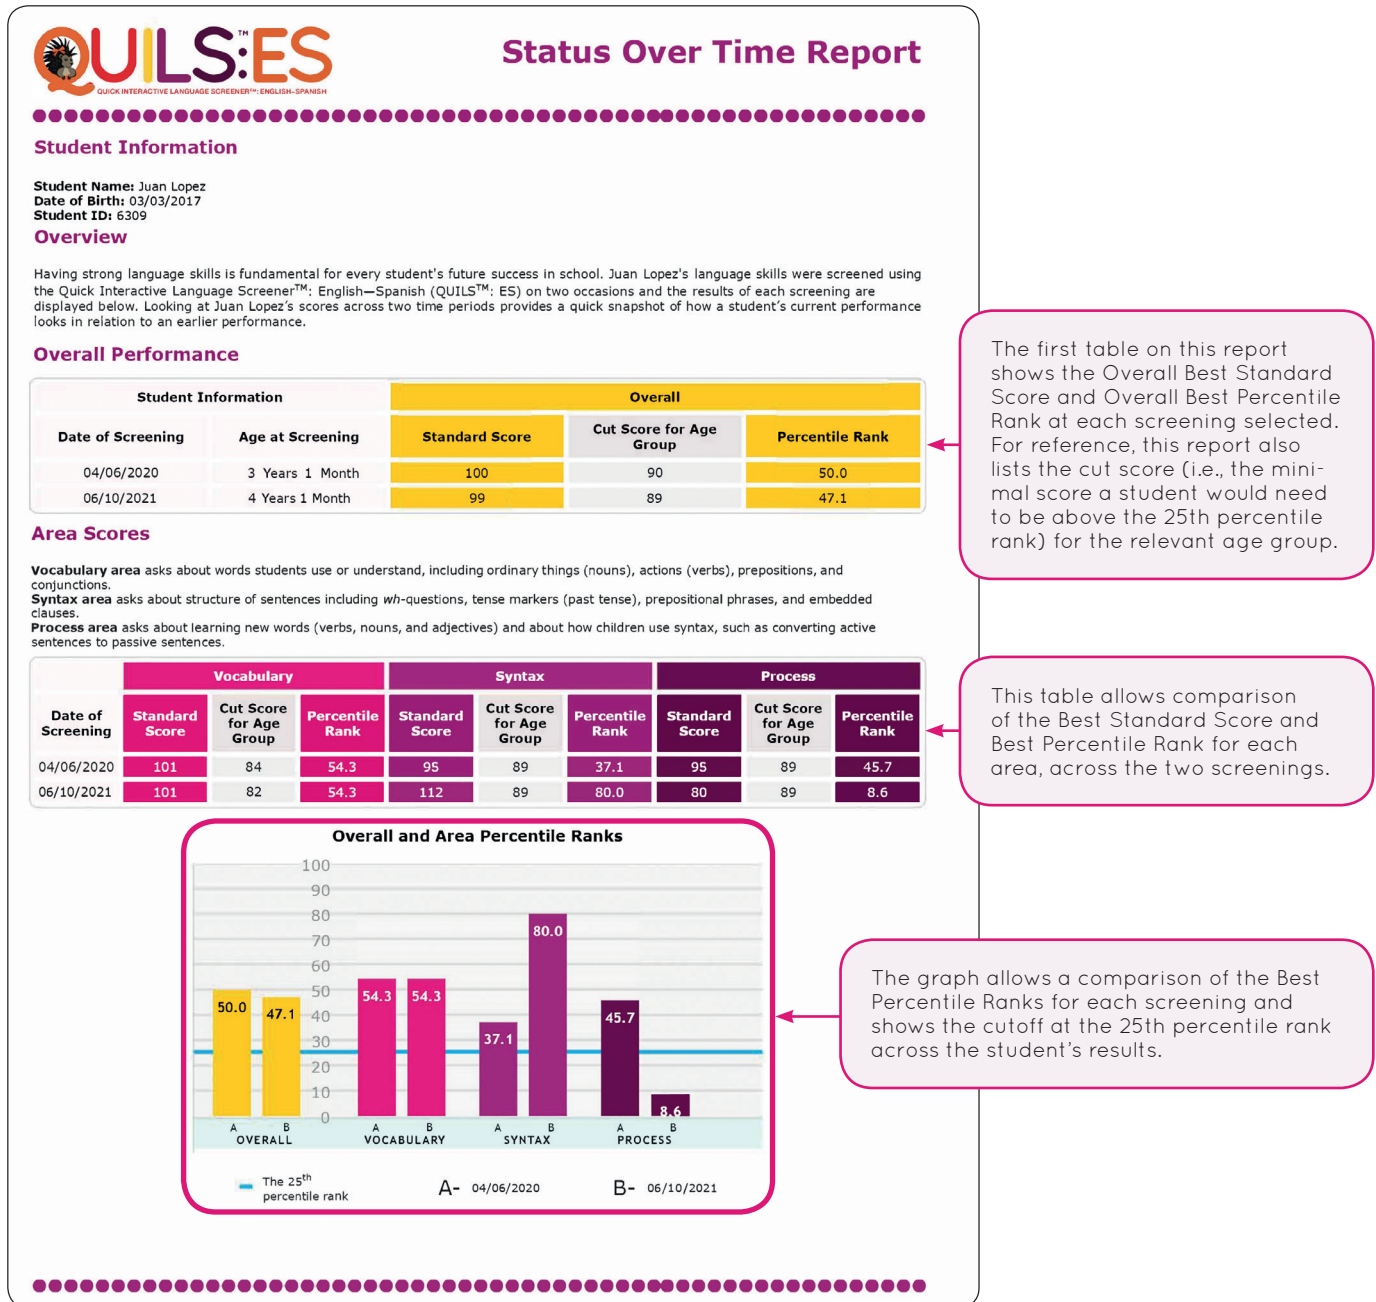 QUILS:ES™
QUICK INTERACTIVE LANGUAGE SCREENER™: ENGLISH–SPANISH
Status Over Time Report
Student Information
Student Name: Juan Lopez
Date of Birth: 03/03/2017
Student ID: 6309
Overview
Having strong language skills is fundamental for every student's future success in school. Juan Lopez's language skills were screened using
the Quick Interactive Language Screener™: English—Spanish (QUILS™: ES) on two occasions and the results of each screening are
displayed below. Looking at Juan Lopez's scores across two time periods provides a quick snapshot of how a student's current performance
looks in relation to an earlier performance.
Overall Performance
Student Information Overall
Date of Screening Age at Screening Standard Score Cut Score for Age Group Percentile Rank
04/06/2020 3 Years 1 Month 100 90 50.0
06/10/2021 4 Years 1 Month 99 89 47.1
The first table on this report
shows the Overall Best Standard
Score and Overall Best Percentile
Rank at each screening selected.
For reference, this report also
lists the cut score (i.e., the mini-
mal score a student would need
to be above the 25th percentile
rank) for the relevant age group.
Area Scores
Vocabulary area asks about words students use or understand, including ordinary things (nouns), actions (verbs), prepositions, and
conjunctions.
Syntax area asks about structure of sentences including wh-questions, tense markers (past tense), prepositional phrases, and embedded
clauses.
Process area asks about learning new words (verbs, nouns, and adjectives) and about how children use syntax, such as converting active
sentences to passive sentences.
Vocabulary Syntax Process
Date of Screening Standard Score Cut Score for Age Group Percentile Rank Standard Score Cut Score for Age Group Percentile Rank Standard Score Cut Score for Age Group Percentile Rank
04/06/2020 101 84 54.3 95 89 37.1 95 89 45.7
06/10/2021 101 82 54.3 112 89 80.0 80 89 8.6
This table allows comparison
of the Best Standard Score and
Best Percentile Rank for each
area, across the two screenings.
Overall and Area Percentile Ranks
100
90
80
70
60
50
40
30
20
10
0
50.0 47.1 54.3 54.3 37.1 80.0 45.7 8.6
A B A B A B A B
OVERALL VOCABULARY SYNTAX PROCESS
The 25th
percentile rank
A- 04/06/2020 B- 06/10/2021
The graph allows a comparison of the Best
Percentile Ranks for each screening and
shows the cutoff at the 25th percentile rank
across the student's results.